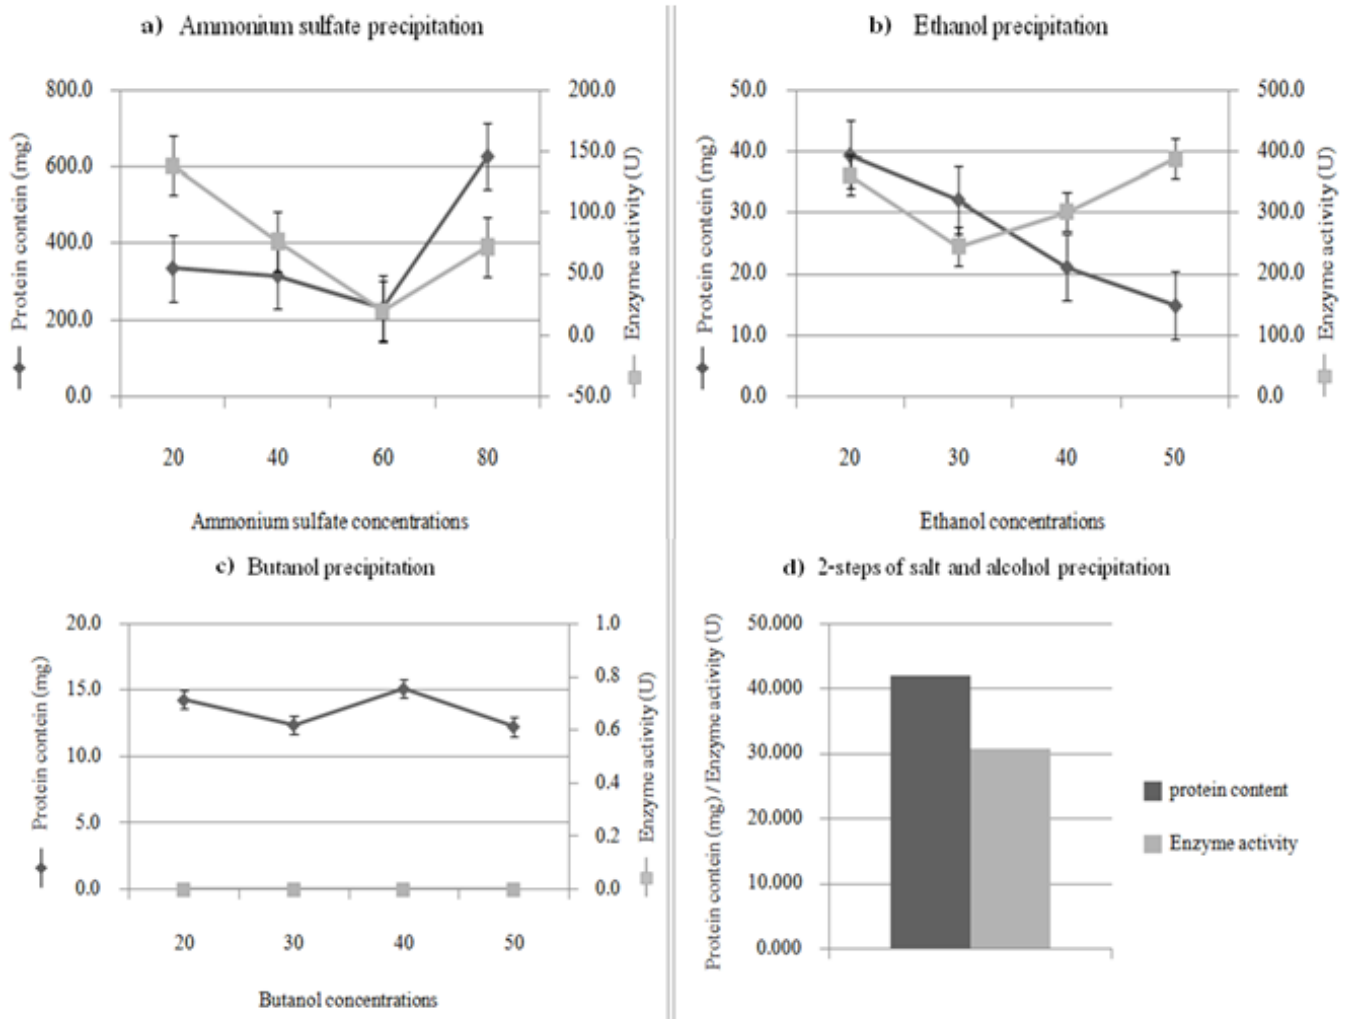 a) Ammonium sulfate precipitation
800.0
600.0
400.0
200.0
0.0
Protein contein (mg)
200.0
150.0
100.0
50.0
0.0
-50.0
Enzyme activity (U)
20 40 60 80
Ammonium sulfate concentrations
b) Ethanol precipitation
50.0
40.0
30.0
20.0
10.0
0.0
Protein contein (mg)
500.0
400.0
300.0
200.0
100.0
0.0
Enzyme activity (U)
20 30 40 50
Ethanol concentrations
c) Butanol precipitation
20.0
15.0
10.0
5.0
0.0
Protein contein (mg)
1.0
0.8
0.6
0.4
0.2
0.0
Enzyme activity (U)
20 30 40 50
Butanol concentrations
d) 2-steps of salt and alcohol precipitation
50.000
40.000
30.000
20.000
10.000
0.000
Protein contein (mg) / Enzyme activity (U)
protein content
Enzyme activity